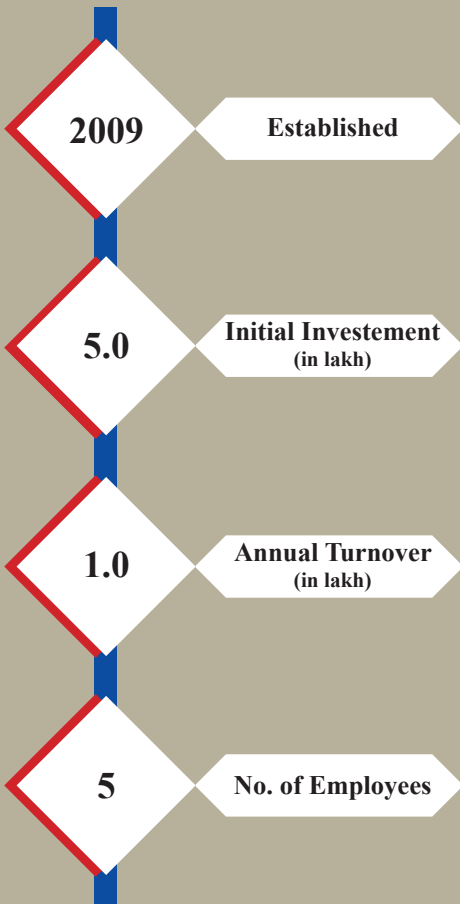 2009
Established
5.0
Initial Investement
(in lakh)
1.0
Annual Turnover
(in lakh)
5
No. of Employees